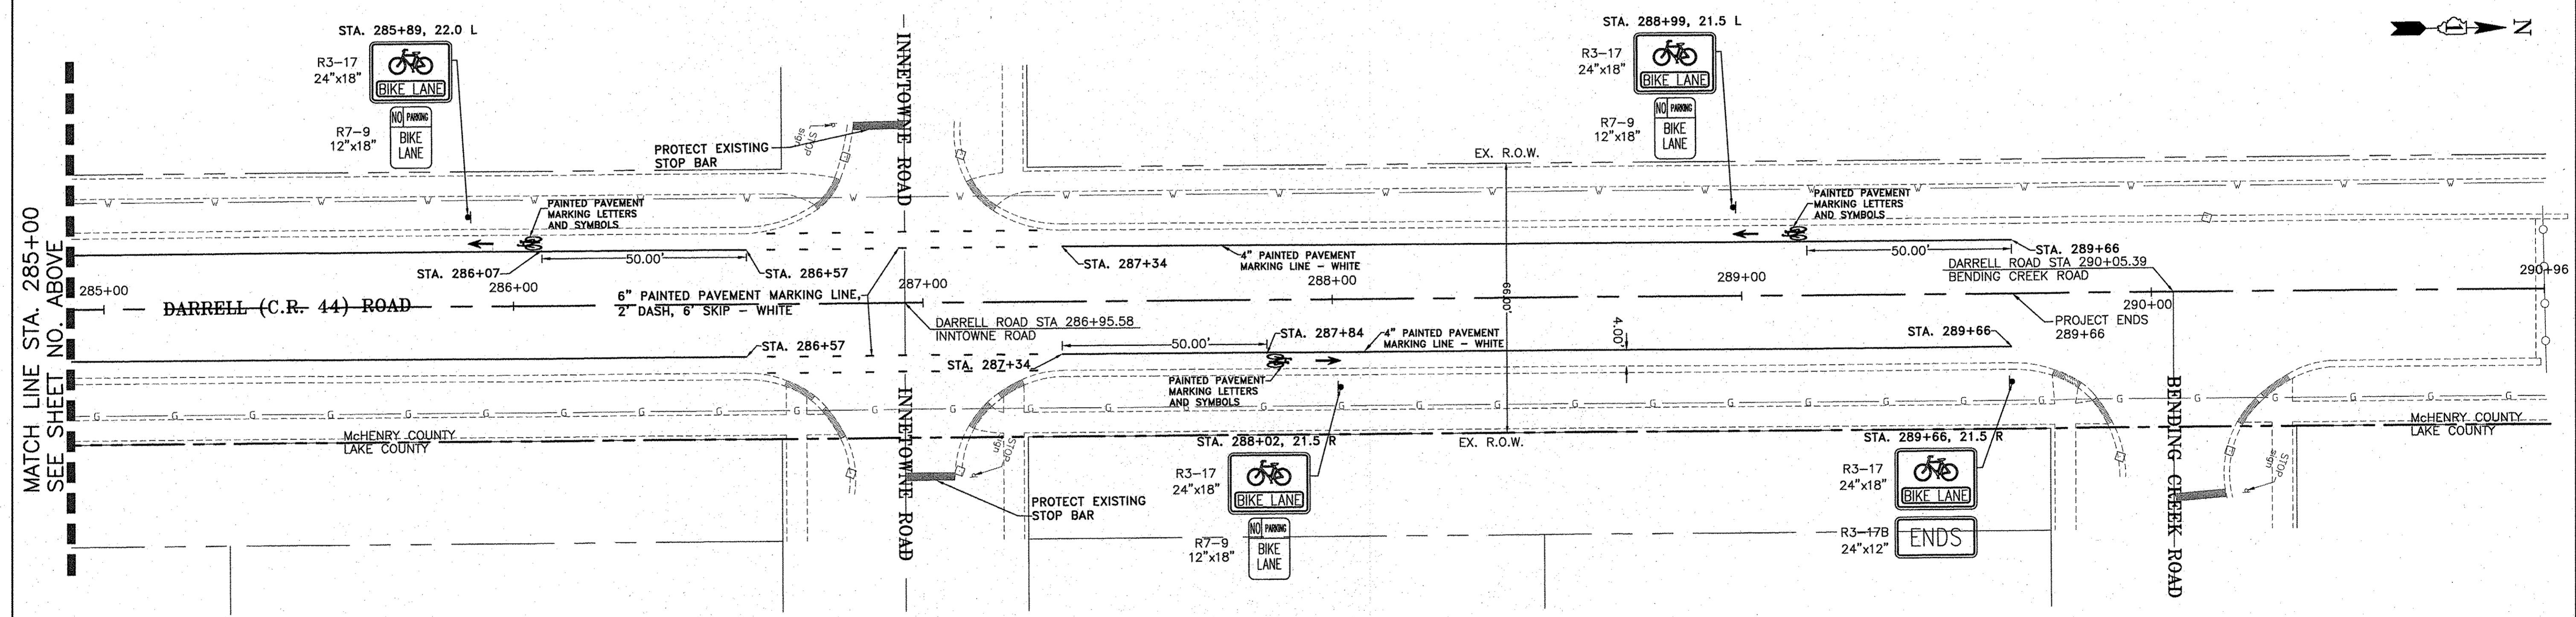 MATCH LINE STA. 285+00
SEE SHEET NO. ABOVE
STA. 285+89, 22.0 L
R3-17
24"x18"
BIKE LANE
R7-9
12"x18"
NO PARKING
BIKE
LANE
STOP
sign
PROTECT EXISTING
STOP BAR
INNETOWNE ROAD
STA. 288+99, 21.5 L
R3-17
24"x18"
BIKE LANE
R7-9
12"x18"
NO PARKING
BIKE
LANE
N
EX. R.O.W.
W W W W W W W W W W W W W W W W W W W W W W W
PAINTED PAVEMENT
MARKING LETTERS
AND SYMBOLS
PAINTED PAVEMENT
MARKING LETTERS
AND SYMBOLS
STA. 286+07
50.00'
STA. 286+57
STA. 287+34
4" PAINTED PAVEMENT
MARKING LINE - WHITE
50.00'
STA. 289+66
DARRELL ROAD STA 290+05.39
BENDING CREEK ROAD
285+00
286+00
287+00
288+00
289+00
290+00
290+96
DARRELL (C.R. 44) ROAD
6" PAINTED PAVEMENT MARKING LINE,
2' DASH, 6' SKIP - WHITE
DARRELL ROAD STA 286+95.58
INNTOWNE ROAD
66.00'
PROJECT ENDS
289+66
STA. 286+57
STA. 287+34
50.00'
STA. 287+84
4" PAINTED PAVEMENT
MARKING LINE - WHITE
4.00'
STA. 289+66
PAINTED PAVEMENT
MARKING LETTERS
AND SYMBOLS
G G G G G G G G G G G G G G G G G G G G G G G G G G G G G G G G
McHENRY COUNTY
LAKE COUNTY
INNETOWNE ROAD
STOP
sign
PROTECT EXISTING
STOP BAR
STA. 288+02, 21.5 R
R3-17
24"x18"
BIKE LANE
R7-9
12"x18"
NO PARKING
BIKE
LANE
EX. R.O.W.
STA. 289+66, 21.5 R
R3-17
24"x18"
BIKE LANE
R3-17B
24"x12"
ENDS
BENDING CREEK ROAD
STOP
sign
McHENRY COUNTY
LAKE COUNTY